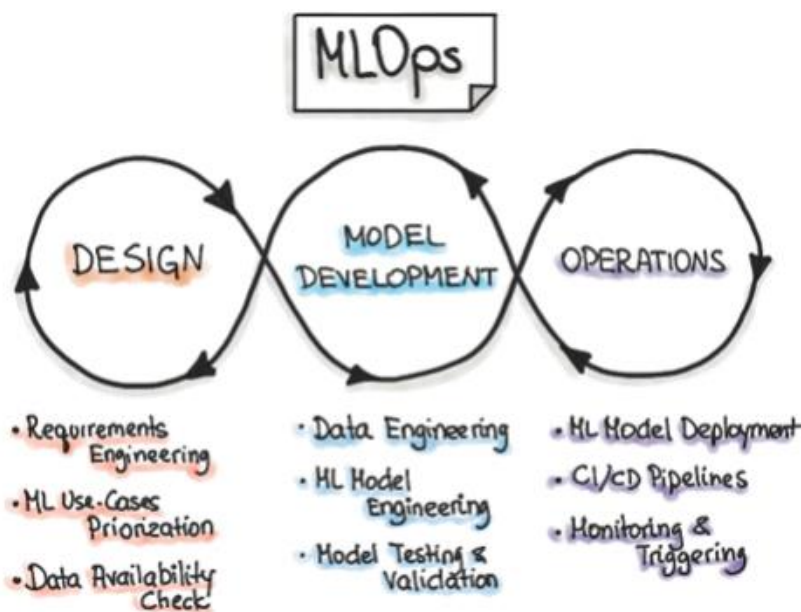 MLOps
DESIGN
MODEL
DEVELOPMENT
OPERATIONS
• Requirements
Engineering
• ML Use-Cases
Priorization
• Data Availability
Check
• Data Engineering
• ML Model
Engineering
• Model Testing &
Validation
• ML Model Deployment
• CI/CD Pipelines
• Monitoring &
Triggering